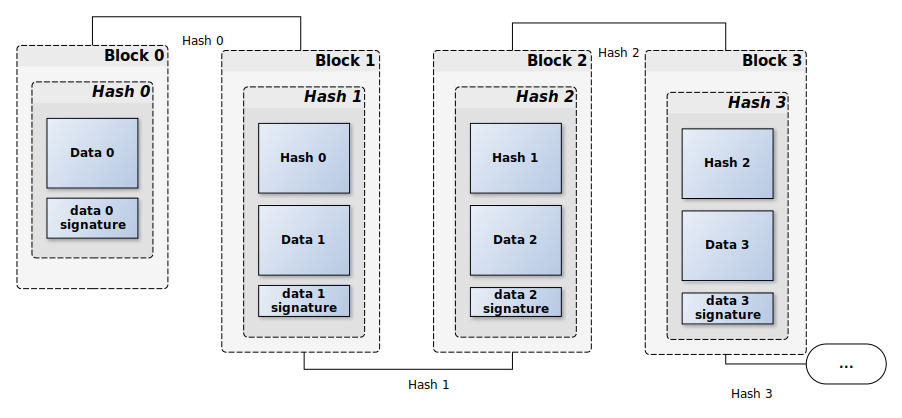 Hash 0
Block 0
Hash 0
Data 0
data 0
signature
Block 1
Hash 1
Hash 0
Data 1
data 1
signature
Hash 1
Block 2
Hash 2
Hash 1
Data 2
data 2
signature
Hash 2
Block 3
Hash 3
Hash 2
Data 3
data 3
signature
Hash 3
...